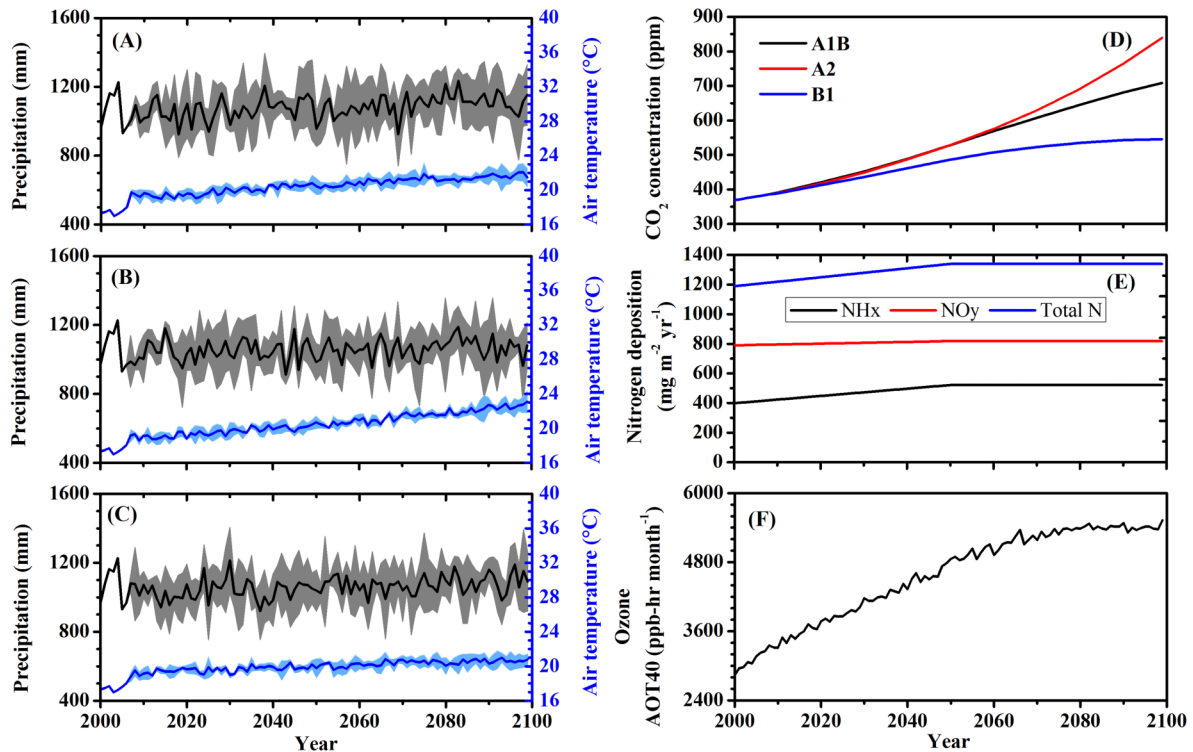 1600
1200
800
400
Precipitation (mm)
(A)
40
36
32
28
24
20
16
Air temperature (°C)
1600
1200
800
400
Precipitation (mm)
(B)
40
36
32
28
24
20
16
Air temperature (°C)
1600
1200
800
400
Precipitation (mm)
(C)
40
36
32
28
24
20
16
Air temperature (°C)
2000 2020 2040 2060 2080 2100
Year
900
800
700
600
500
400
300
CO2 concentration (ppm)
A1B
A2
B1
(D)
1400
1200
1000
800
600
400
200
0
Nitrogen deposition
(mg m⁻² yr⁻¹)
(E)
NHx NOy Total N
6000
4800
3600
2400
Ozone
AOT40 (ppb-hr month⁻¹)
(F)
2000 2020 2040 2060 2080 2100
Year